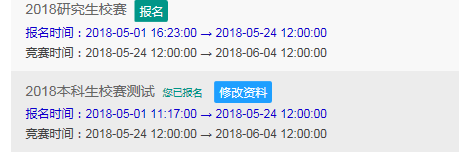 2018研究生校赛 报名
报名时间：2018-05-01 16:23:00 → 2018-05-24 12:00:00
竞赛时间：2018-05-24 12:00:00 → 2018-06-04 12:00:00
2018本科生校赛测试 您已报名 修改资料
报名时间：2018-05-01 11:17:00 → 2018-05-24 12:00:00
竞赛时间：2018-05-24 12:00:00 → 2018-06-04 12:00:00